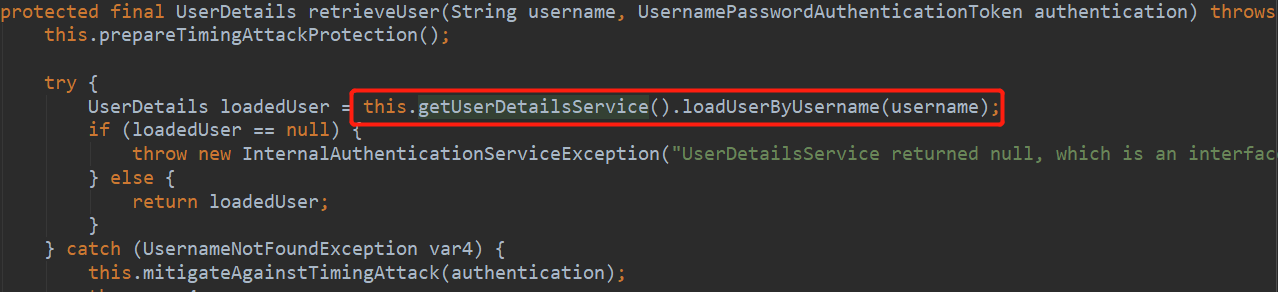 protected final UserDetails retrieveUser(String username, UsernamePasswordAuthenticationToken authentication) throws
this.prepareTimingAttackProtection();
try {
UserDetails loadedUser = this.getUserDetailsService().loadUserByUsername(username);
if (loadedUser == null) {
throw new InternalAuthenticationServiceException("UserDetailsService returned null, which is an interfac
} else {
return loadedUser;
}
} catch (UsernameNotFoundException var4) {
this.mitigateAgainstTimingAttack(authentication);